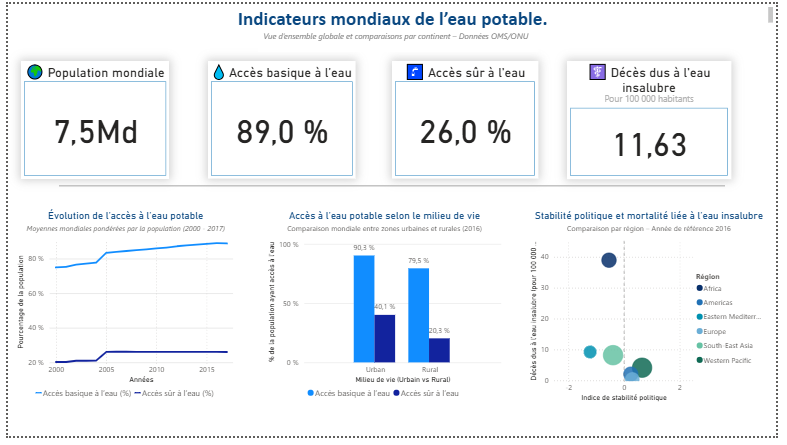 Indicateurs mondiaux de l’eau potable.
Vue d'ensemble globale et comparaisons par continent – Données OMS/ONU
Population mondiale
7,5Md
Accès basique à l'eau
89,0 %
Accès sûr à l'eau
26,0 %
Décès dus à l'eau
insalubre
Pour 100 000 habitants
11,63
Évolution de l'accès à l'eau potable
Moyennes mondiales pondérées par la population (2000 - 2017)
Pourcentage de la population
80 %
60 %
40 %
20 %
2000
2005
2010
2015
Années
Accès basique à l'eau (%)
Accès sûr à l'eau (%)
Accès à l'eau potable selon le milieu de vie
Comparaison mondiale entre zones urbaines et rurales (2016)
% de la population ayant accès à l'eau
100 %
50 %
0 %
90,3 %
40,1 %
79,5 %
20,3 %
Urban
Rural
Milieu de vie (Urbain vs Rural)
Accès basique à l'eau
Accès sûr à l'eau
Stabilité politique et mortalité liée à l'eau insalubre
Comparaison par région – Année de référence 2016
Décès dus à l'eau insalubre (pour 100 000 ...
40
30
20
10
0
-2
0
2
Indice de stabilité politique
Région
Africa
Americas
Eastern Mediterr...
Europe
South-East Asia
Western Pacific